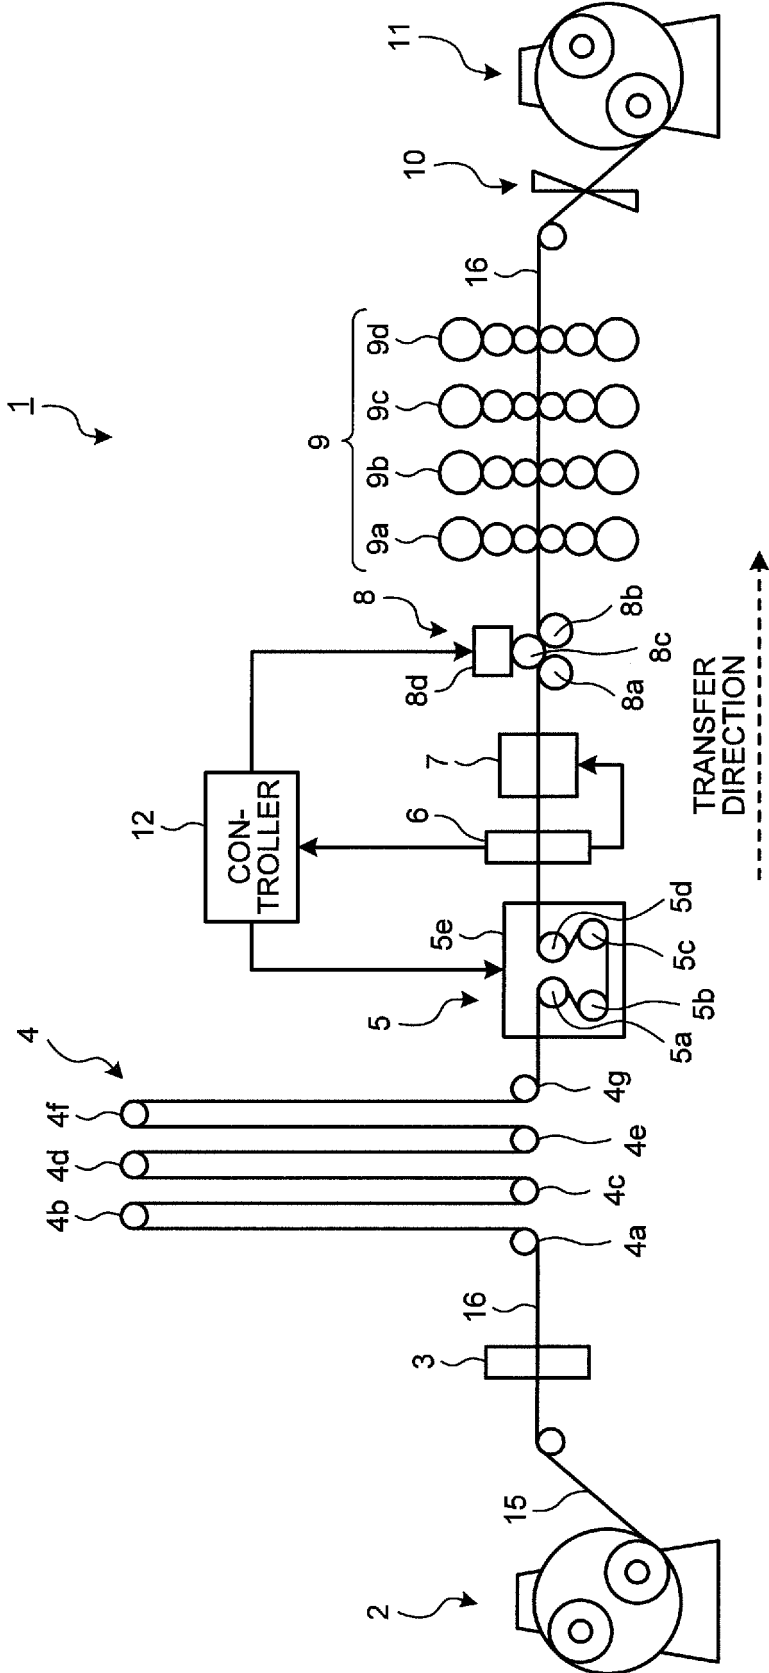 1
2
15
3
16
4
4a
4b
4c
4d
4e
4f
4g
5
5a
5b
5c
5d
5e
6
7
12
CON-
TROLLER
8
8a
8b
8c
8d
9
9a
9b
9c
9d
16
10
11
TRANSFER
DIRECTION